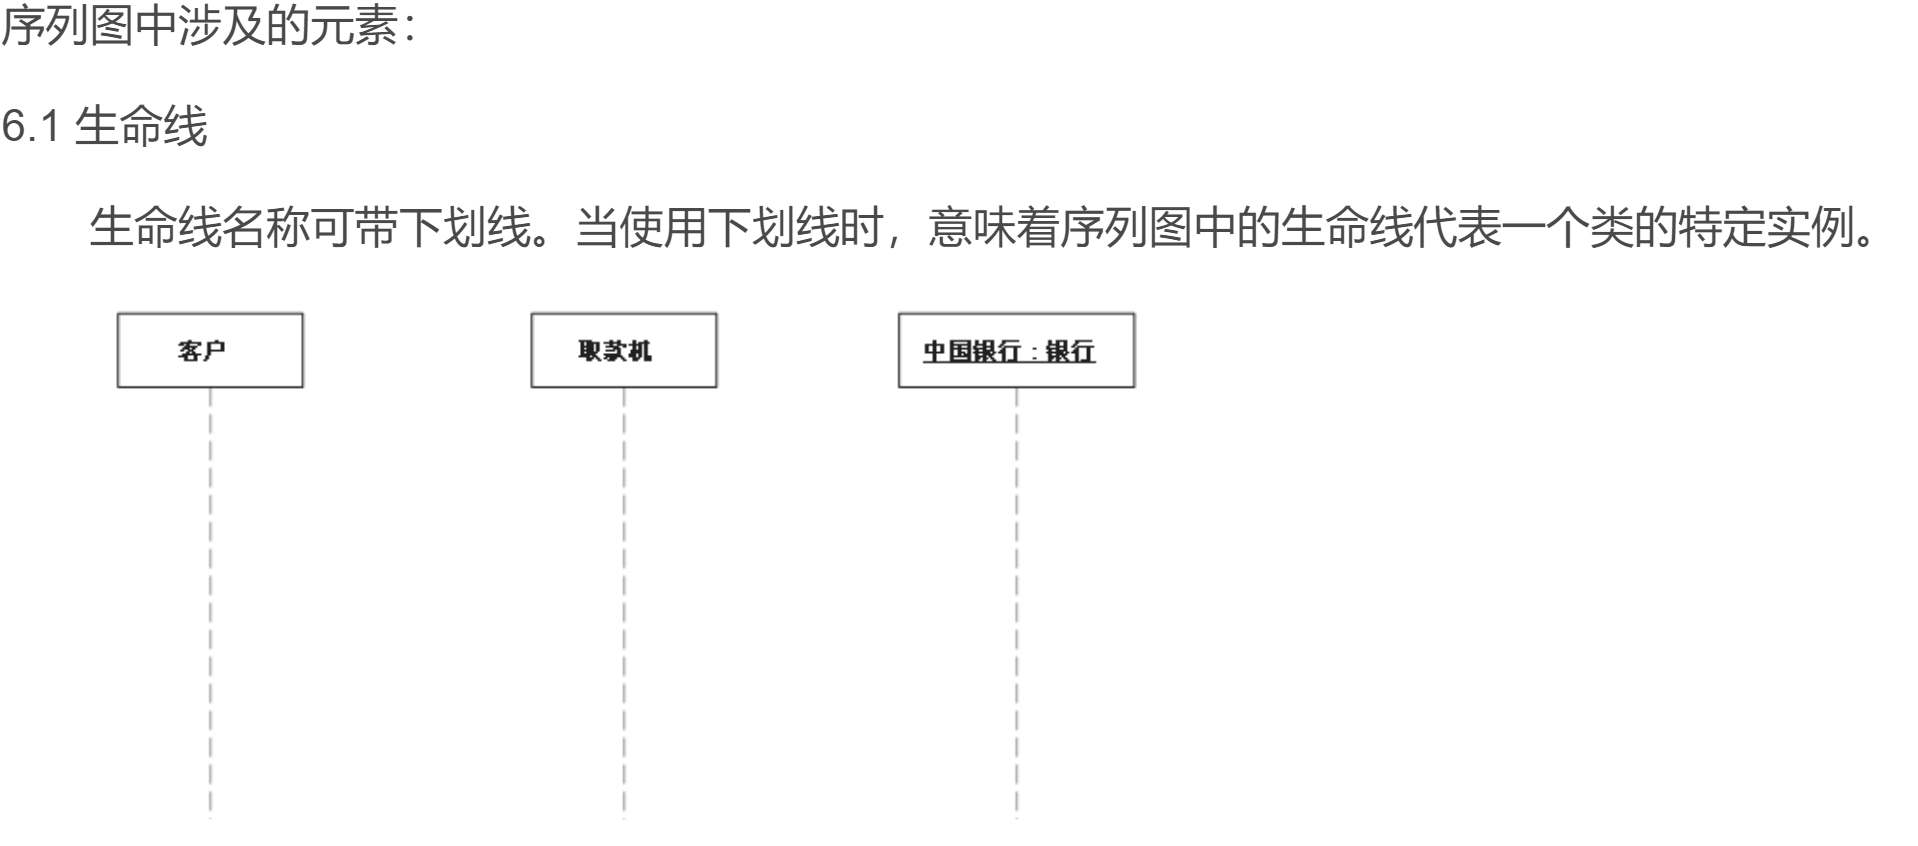 序列图中涉及的元素：
6.1 生命线
生命线名称可带下划线。当使用下划线时，意味着序列图中的生命线代表一个类的特定实例。
客户 取款机 中国银行：银行